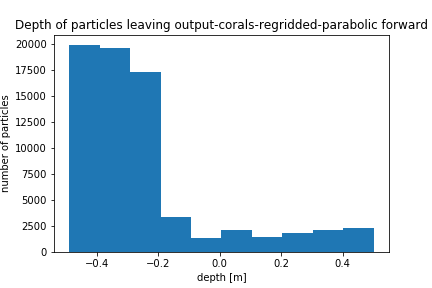 Depth of particles leaving output-corals-regridded-parabolic forward
20000
17500
15000
12500
10000
7500
5000
2500
0
number of particles
−0.4 −0.2 0.0 0.2 0.4
depth [m]